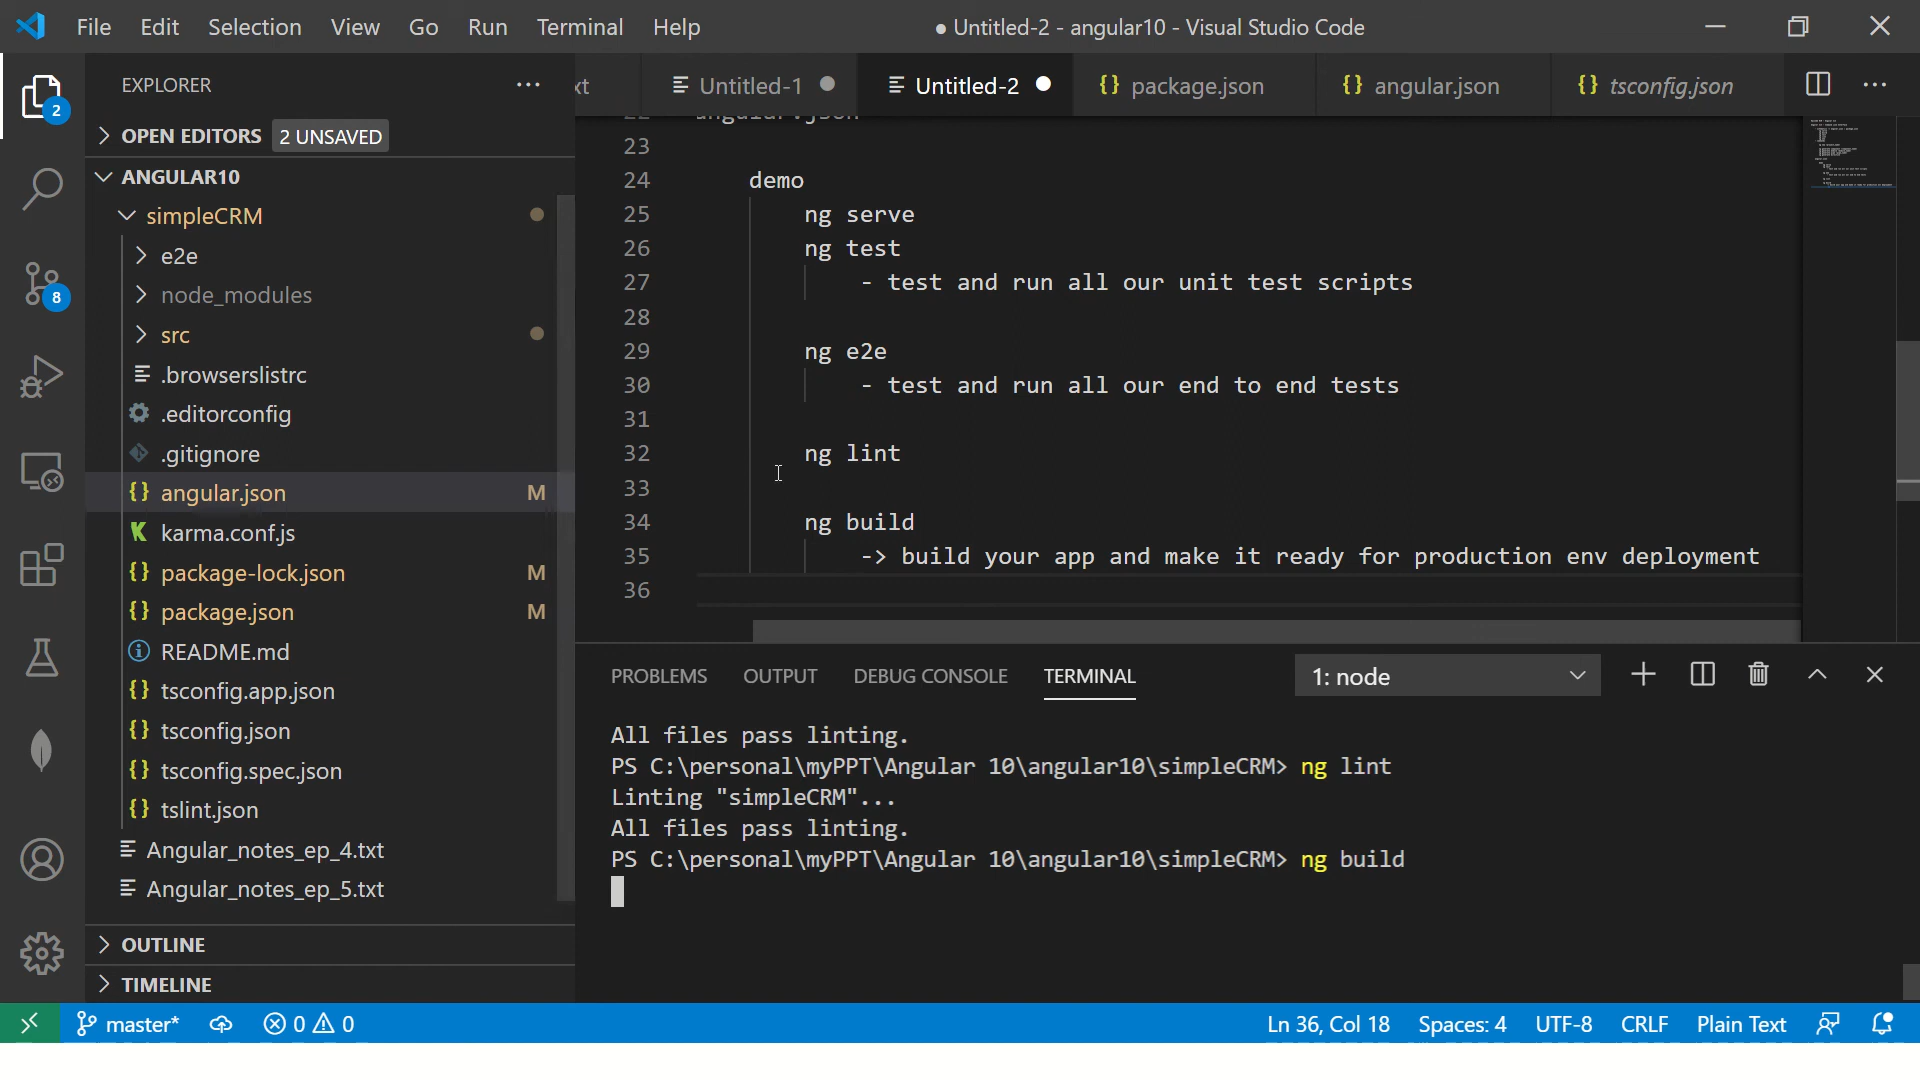 File Edit Selection View Go Run Terminal Help ● Untitled-2 - angular10 - Visual Studio Code
EXPLORER
xt Untitled-1 Untitled-2 {} package.json {} angular.json {} tsconfig.json
2
OPEN EDITORS 2 UNSAVED
ANGULAR10
simpleCRM
e2e
node_modules
8
src
.browserslistrc
.editorconfig
.gitignore
{} angular.json M
karma.conf.js
{} package-lock.json M
{} package.json M
README.md
{} tsconfig.app.json
{} tsconfig.json
{} tsconfig.spec.json
{} tslint.json
Angular_notes_ep_4.txt
Angular_notes_ep_5.txt
OUTLINE
TIMELINE
22 angular.json
23
24 demo
25 ng serve
26 ng test
27 - test and run all our unit test scripts
28
29 ng e2e
30 - test and run all our end to end tests
31
32 ng lint
33
34 ng build
35 -> build your app and make it ready for production env deployment
36
PROBLEMS OUTPUT DEBUG CONSOLE TERMINAL 1: node
All files pass linting.
PS C:\personal\myPPT\Angular 10\angular10\simpleCRM> ng lint
Linting "simpleCRM"...
All files pass linting.
PS C:\personal\myPPT\Angular 10\angular10\simpleCRM> ng build
master* 0 0 Ln 36, Col 18 Spaces: 4 UTF-8 CRLF Plain Text